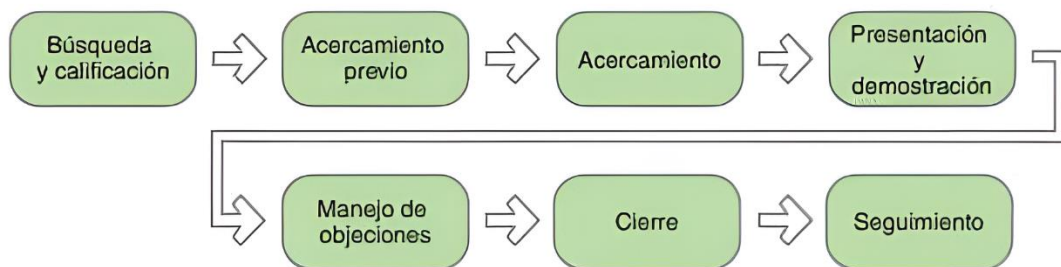 Búsqueda
y calificación
Acercamiento
previo
Acercamiento
Presentación
y
demostración
Manejo de
objeciones
Cierre
Seguimiento